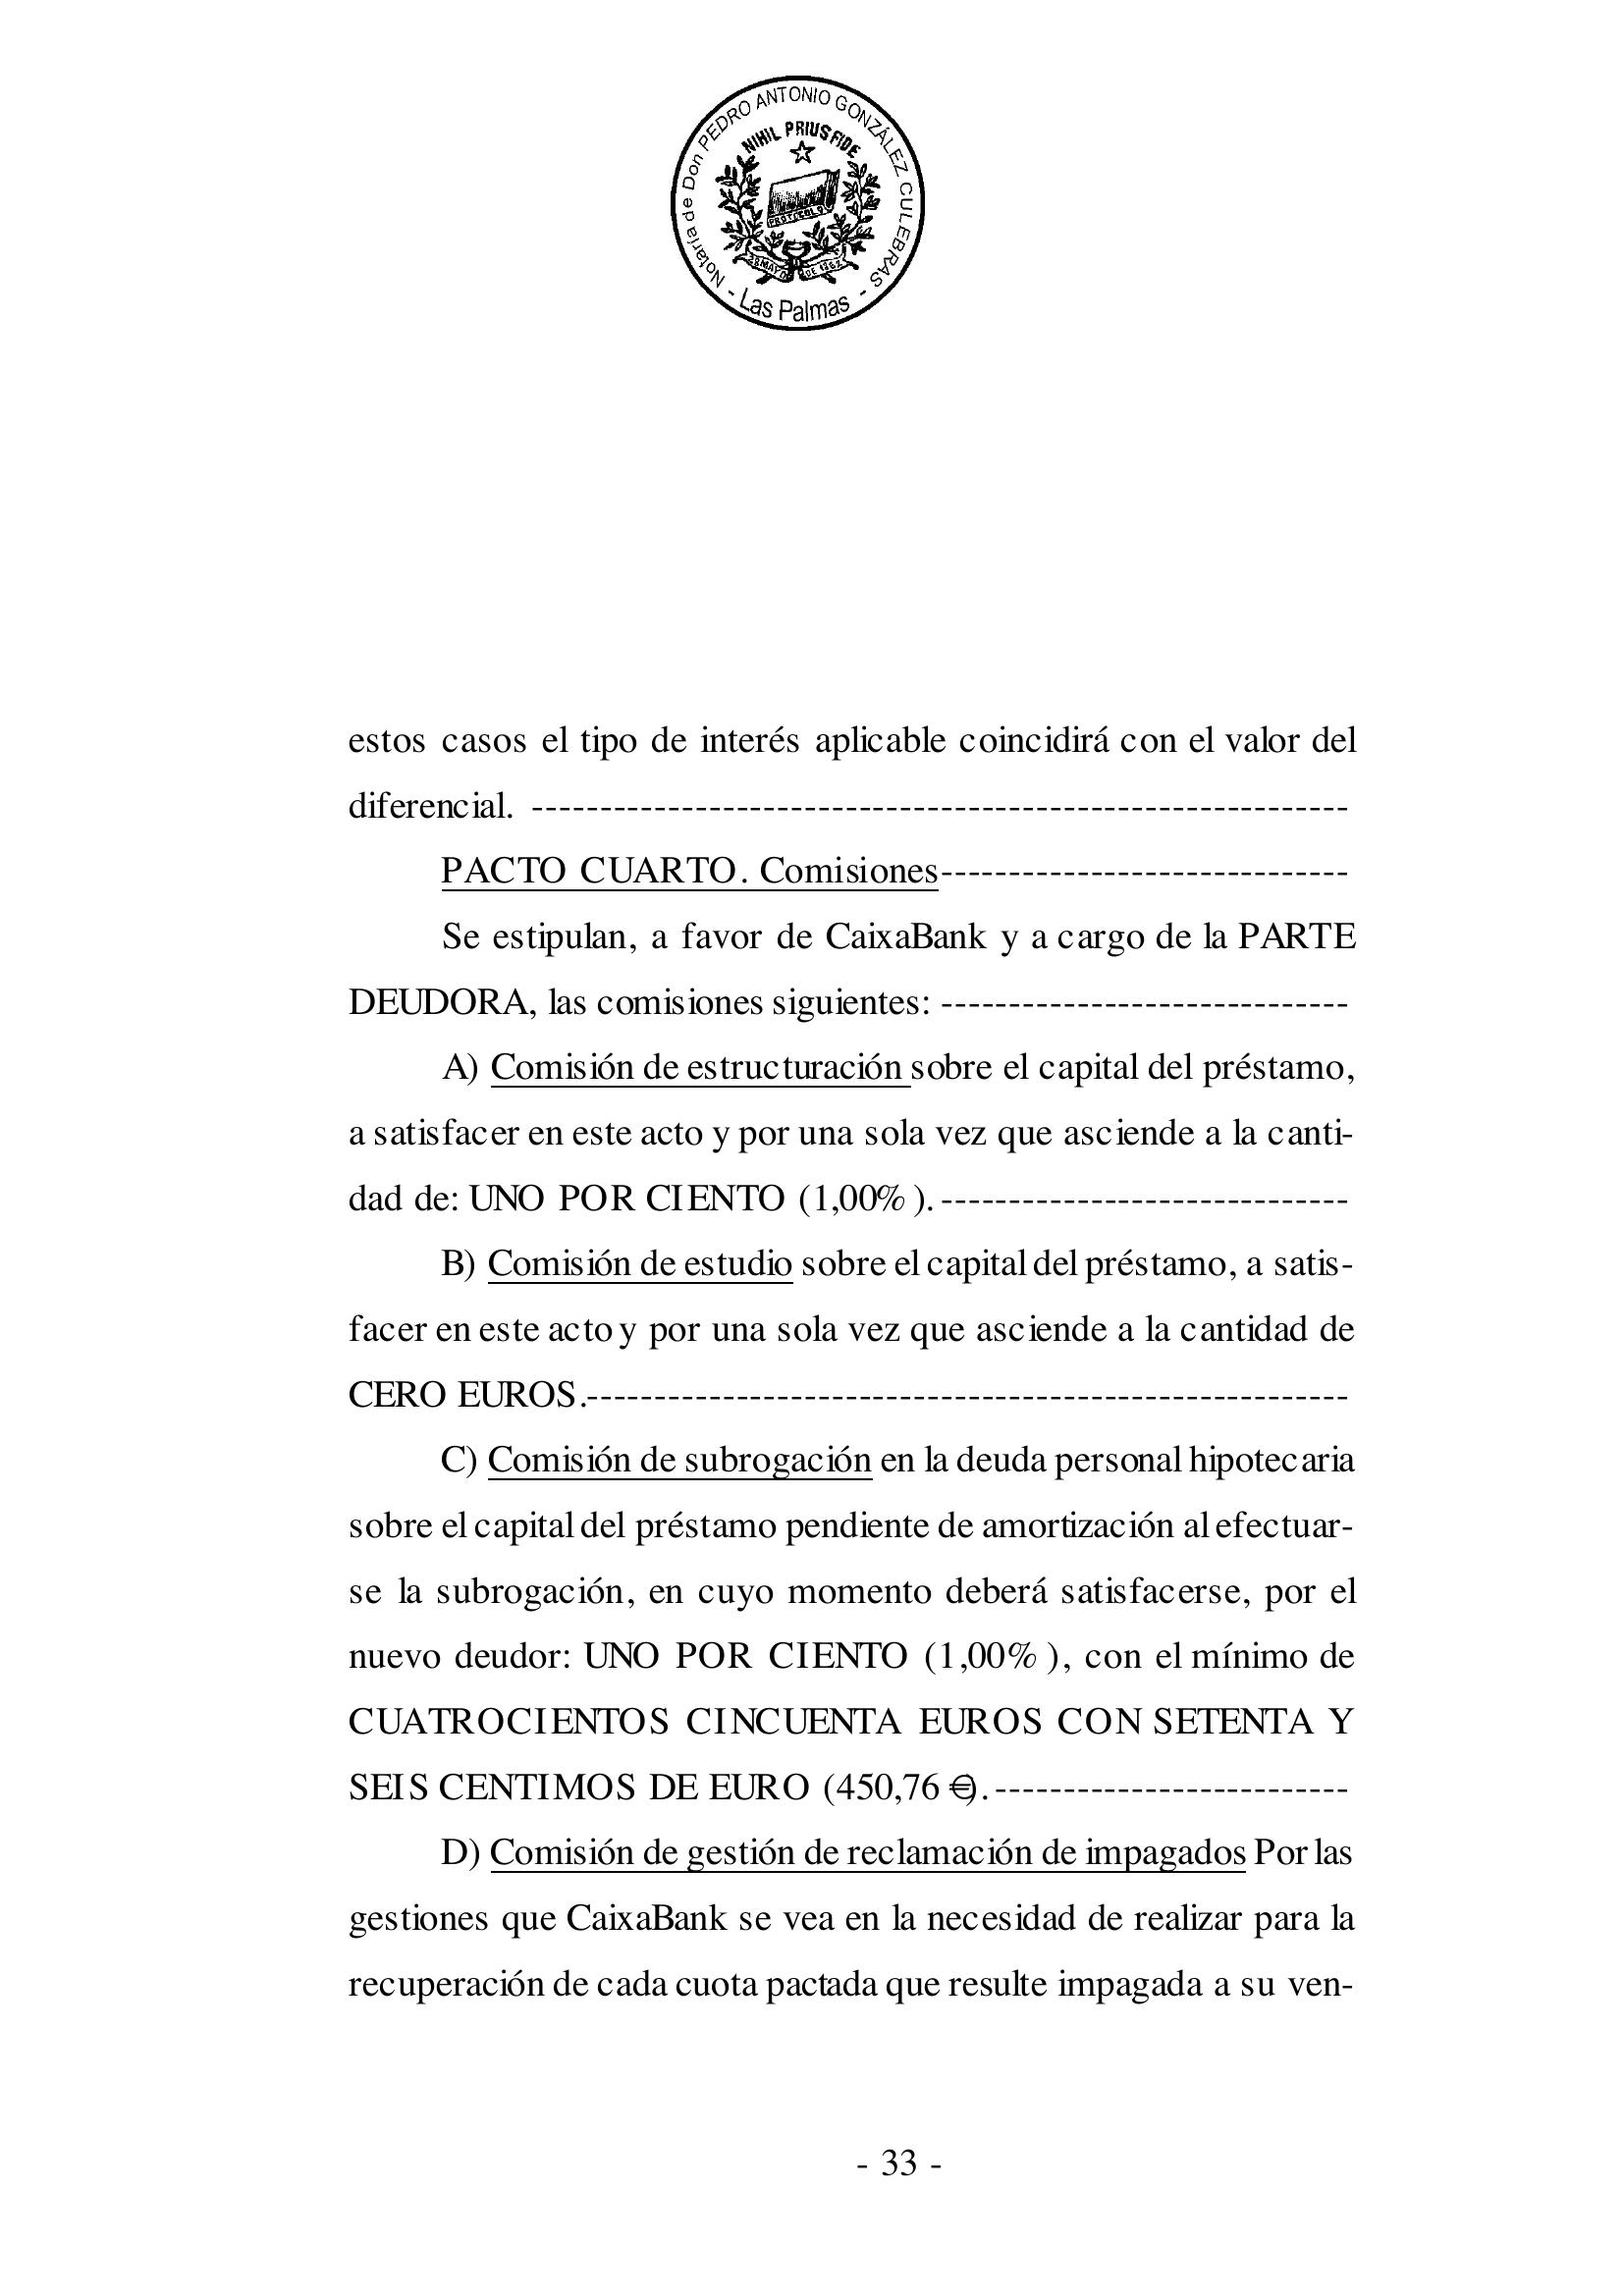 Notaría de Don PEDRO ANTONIO GONZÁLEZ CULEBRAS
NIHIL PRIUS FIDE
PROTOCOLO
28 MAYO DE 1862
- Las Palmas -
estos casos el tipo de interés aplicable coincidirá con el valor del
diferencial. ------------------------------------------------------------
PACTO CUARTO. Comisiones------------------------------
Se estipulan, a favor de CaixaBank y a cargo de la PARTE
DEUDORA, las comisiones siguientes: ------------------------------
A) Comisión de estructuración sobre el capital del préstamo,
a satisfacer en este acto y por una sola vez que asciende a la canti-
dad de: UNO POR CIENTO (1,00%). ------------------------------
B) Comisión de estudio sobre el capital del préstamo, a satis-
facer en este acto y por una sola vez que asciende a la cantidad de
CERO EUROS.--------------------------------------------------------
C) Comisión de subrogación en la deuda personal hipotecaria
sobre el capital del préstamo pendiente de amortización al efectuar-
se la subrogación, en cuyo momento deberá satisfacerse, por el
nuevo deudor: UNO POR CIENTO (1,00%), con el mínimo de
CUATROCIENTOS CINCUENTA EUROS CON SETENTA Y
SEIS CENTIMOS DE EURO (450,76 €). --------------------------
D) Comisión de gestión de reclamación de impagados Por las
gestiones que CaixaBank se vea en la necesidad de realizar para la
recuperación de cada cuota pactada que resulte impagada a su ven-
- 33 -